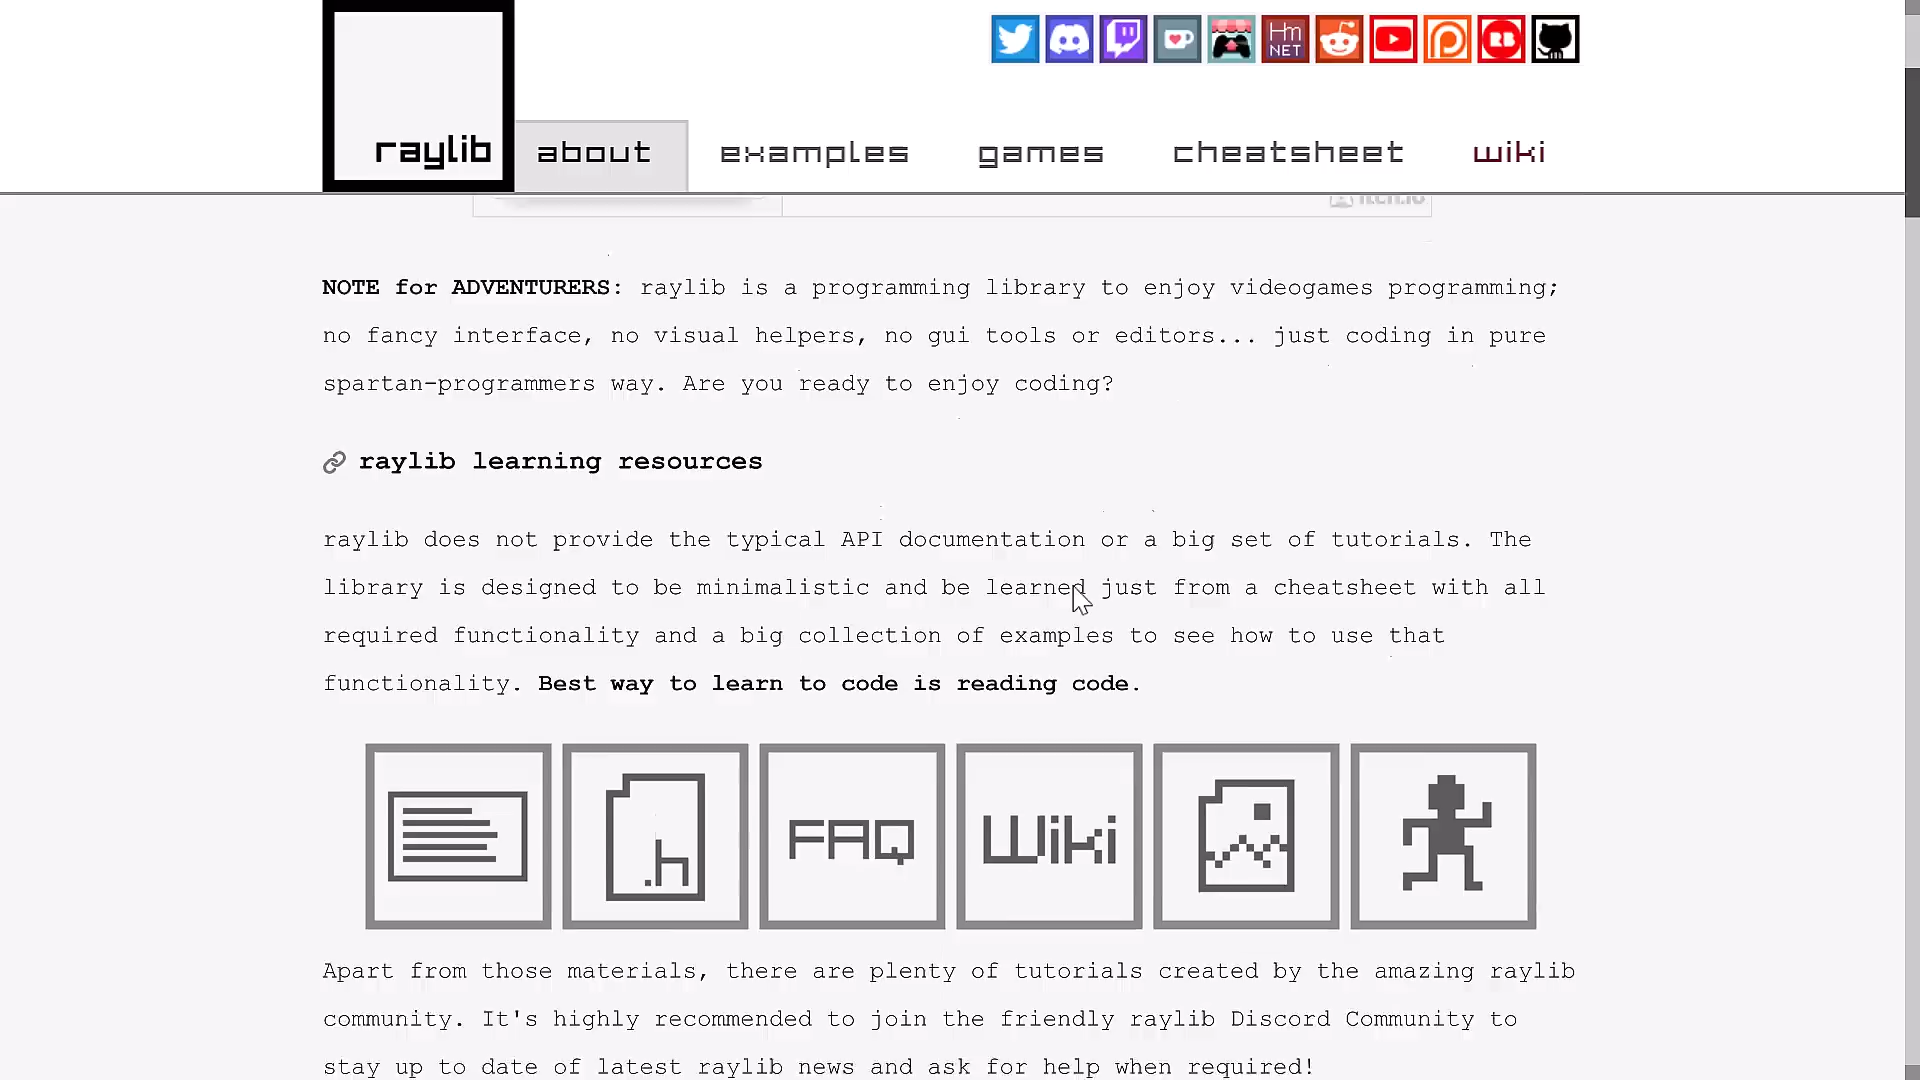 Hm
NET
raylib
about
examples
games
cheatsheet
wiki
itch.io
NOTE for ADVENTURERS: raylib is a programming library to enjoy videogames programming;
no fancy interface, no visual helpers, no gui tools or editors... just coding in pure
spartan-programmers way. Are you ready to enjoy coding?
raylib learning resources
raylib does not provide the typical API documentation or a big set of tutorials. The
library is designed to be minimalistic and be learned just from a cheatsheet with all
required functionality and a big collection of examples to see how to use that
functionality. Best way to learn to code is reading code.
.h
FAQ
Wiki
Apart from those materials, there are plenty of tutorials created by the amazing raylib
community. It's highly recommended to join the friendly raylib Discord Community to
stay up to date of latest raylib news and ask for help when required!